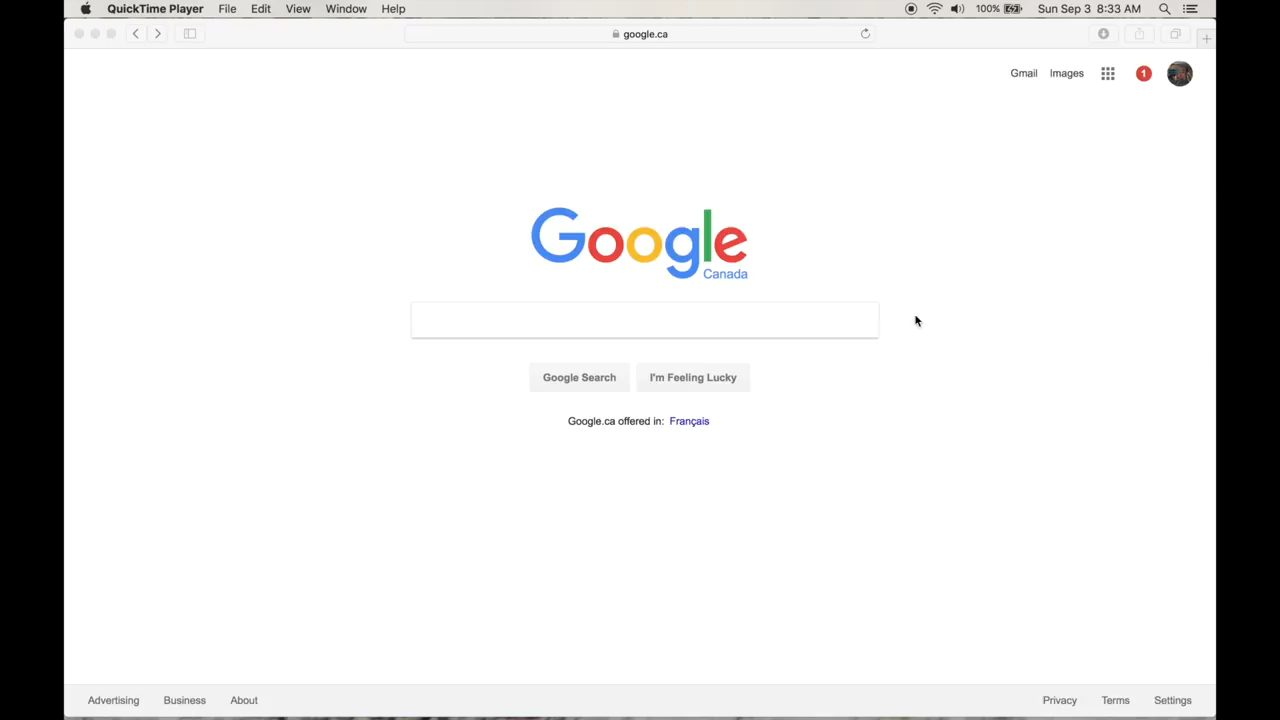 QuickTime Player File Edit View Window Help 100% Sun Sep 3 8:33 AM
google.ca
Gmail Images 1
Google
Canada
Google Search I'm Feeling Lucky
Google.ca offered in: Français
Advertising Business About Privacy Terms Settings